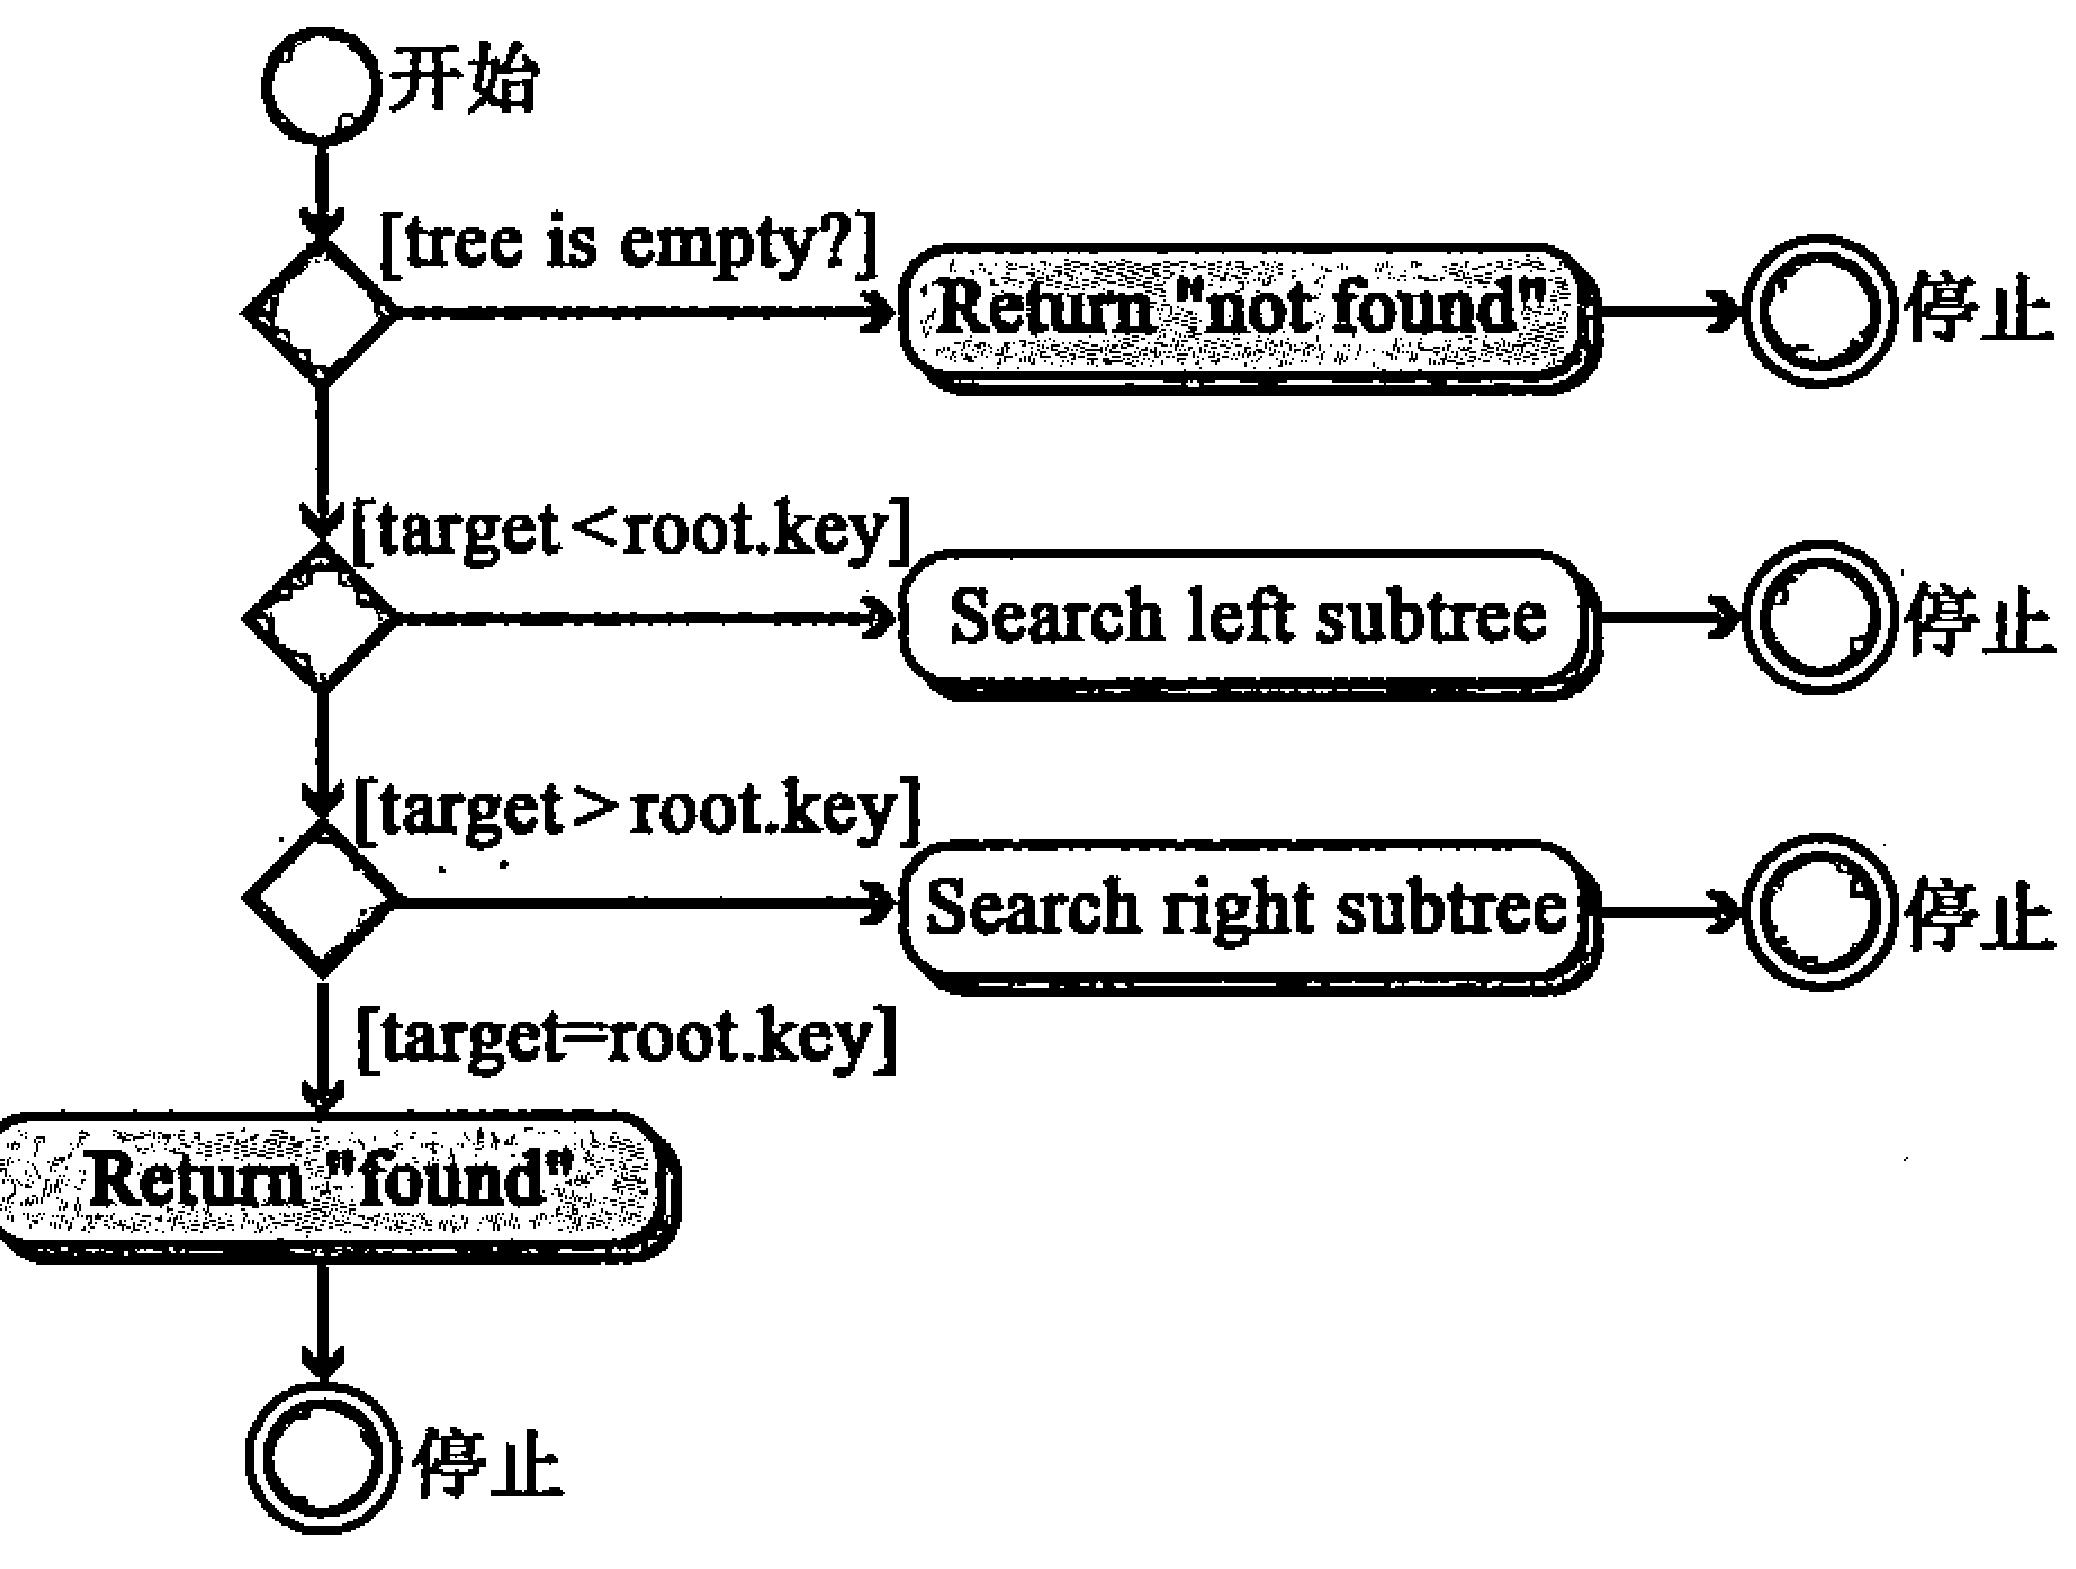 开始
[tree is empty?]
Return "not found"
停止
[target<root.key]
Search left subtree
停止
[target>root.key]
Search right subtree
停止
[target=root.key]
Return "found"
停止